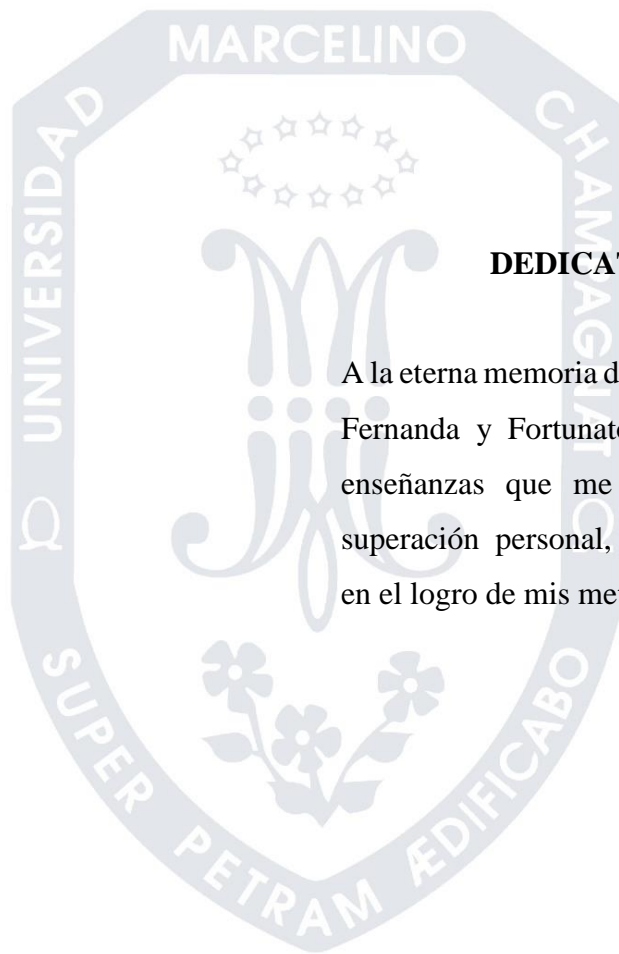 UNIVERSIDAD MARCELINO CHAMPAGNAT
DEDICA
A la eterna memoria d
Fernanda y Fortunat
enseñanzas que me
superación personal,
en el logro de mis me
SUPER PETRAM ÆDIFICABO